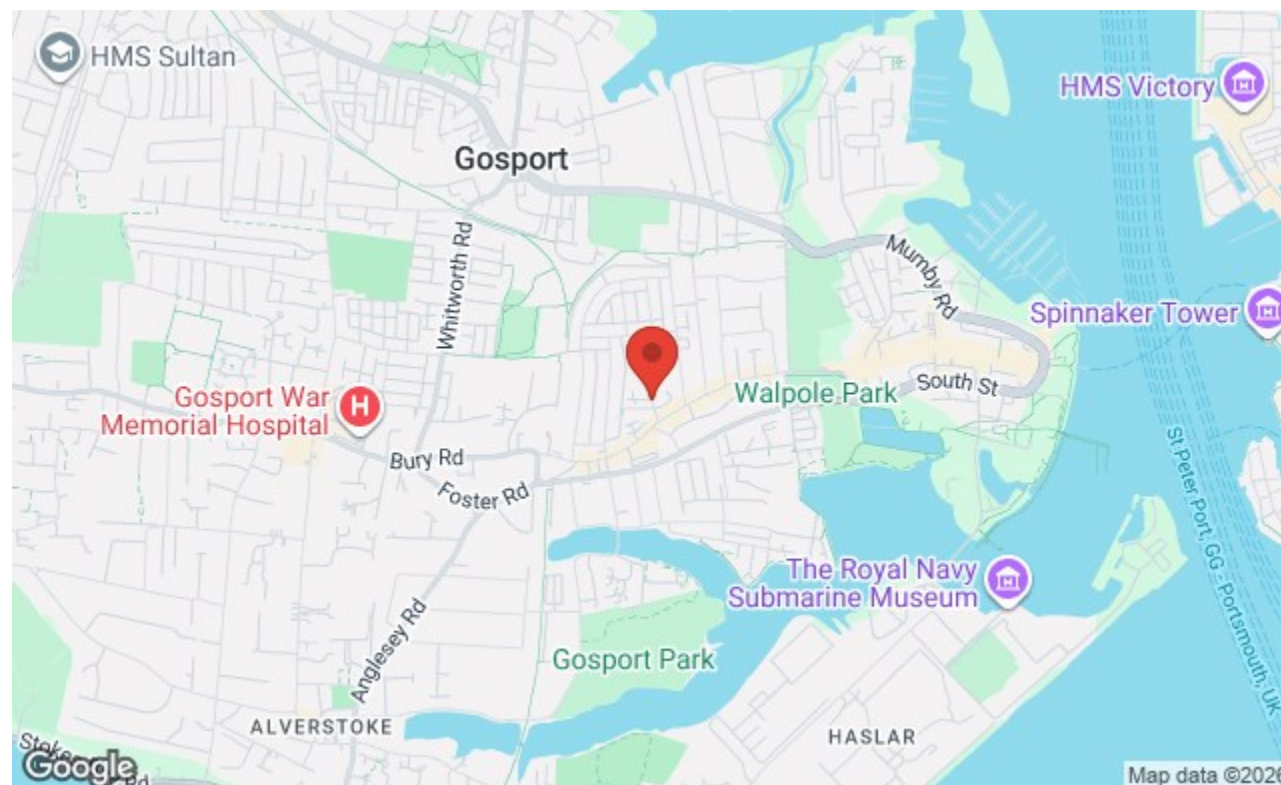 HMS Sultan
HMS Victory
Gosport
Whitworth Rd
Mumby Rd
Spinnaker Tower
South St
Walpole Park
Gosport War
Memorial Hospital
Bury Rd
Foster Rd
St Peter Port, GG - Portsmouth, UK
The Royal Navy
Submarine Museum
Anglesey Rd
Gosport Park
ALVERSTOKE
HASLAR
Rd
Google
Map data ©2026